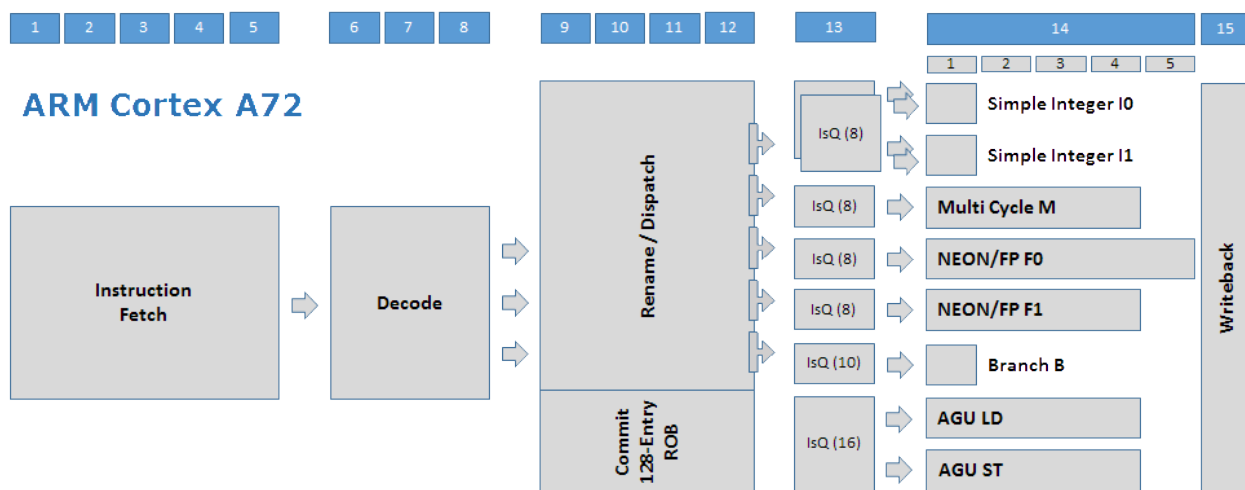 1 2 3 4 5 6 7 8 9 10 11 12 13 14 15
1 2 3 4 5
ARM Cortex A72
Instruction
Fetch
Decode
Rename / Dispatch
Commit
128-Entry
ROB
IsQ (8)
IsQ (8)
IsQ (8)
IsQ (8)
IsQ (10)
IsQ (16)
Simple Integer I0
Simple Integer I1
Multi Cycle M
NEON/FP F0
NEON/FP F1
Branch B
AGU LD
AGU ST
Writeback